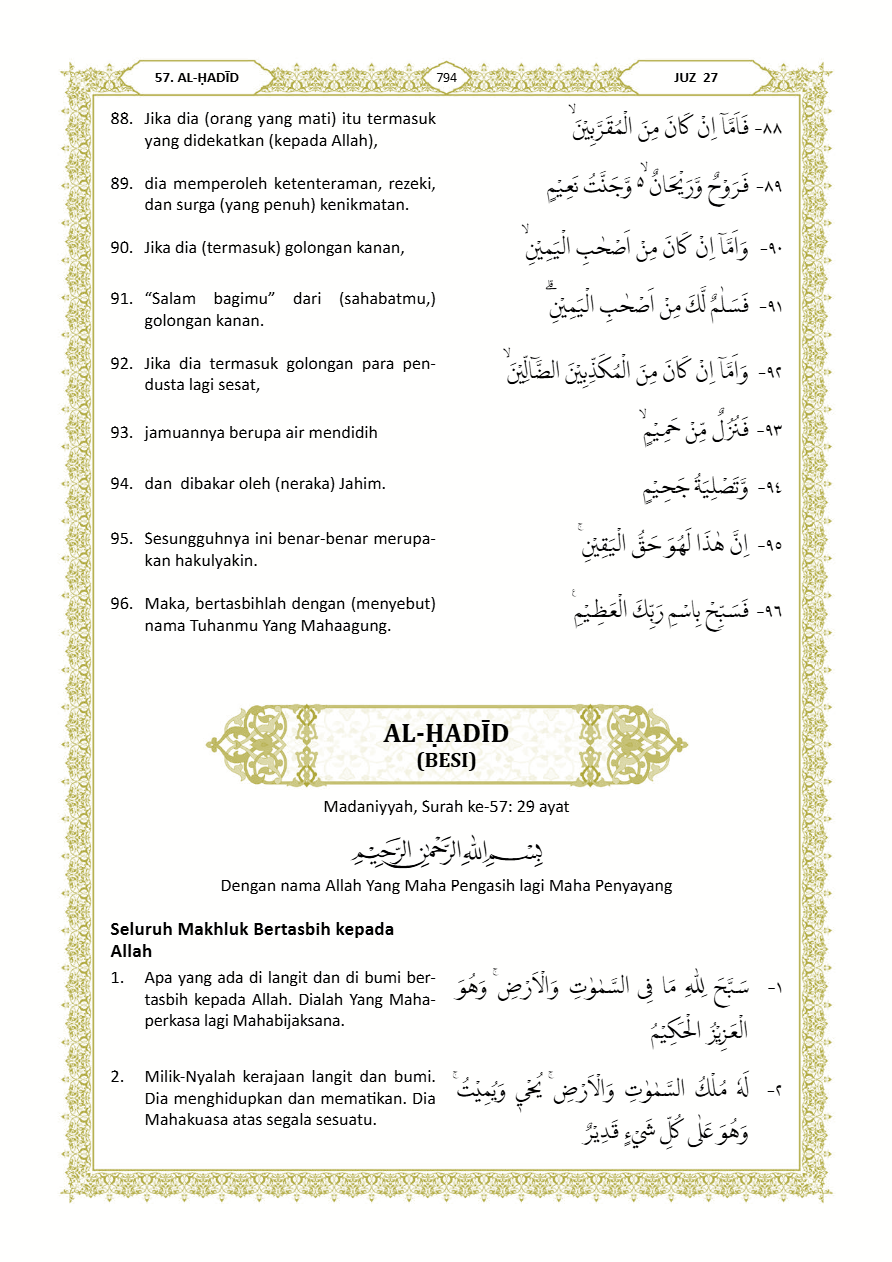 57. AL-ḤADĪD
794
JUZ 27
88. Jika dia (orang yang mati) itu termasuk
yang didekatkan (kepada Allah),
٨٨- فَاَمَّآ اِنْ كَانَ مِنَ الْمُقَرَّبِيْنَۙ
89. dia memperoleh ketenteraman, rezeki,
dan surga (yang penuh) kenikmatan.
٨٩- فَرَوْحٌ وَّرَيْحَانٌ ەۙ وَّجَنَّتُ نَعِيْمٍ
90. Jika dia (termasuk) golongan kanan,
٩٠- وَاَمَّآ اِنْ كَانَ مِنْ اَصْحٰبِ الْيَمِيْنِۙ
91. “Salam bagimu” dari (sahabatmu,)
golongan kanan.
٩١- فَسَلٰمٌ لَّكَ مِنْ اَصْحٰبِ الْيَمِيْنِۗ
92. Jika dia termasuk golongan para pen-
dusta lagi sesat,
٩٢- وَاَمَّآ اِنْ كَانَ مِنَ الْمُكَذِّبِيْنَ الضَّاۤلِّيْنَۙ
93. jamuannya berupa air mendidih
٩٣- فَنُزُلٌ مِّنْ حَمِيْمٍۙ
94. dan dibakar oleh (neraka) Jahim.
٩٤- وَّتَصْلِيَةُ جَحِيْمٍ
95. Sesungguhnya ini benar-benar merupa-
kan hakulyakin.
٩٥- اِنَّ هٰذَا لَهُوَ حَقُّ الْيَقِيْنِۚ
96. Maka, bertasbihlah dengan (menyebut)
nama Tuhanmu Yang Mahaagung.
٩٦- فَسَبِّحْ بِاسْمِ رَبِّكَ الْعَظِيْمِࣖ
AL-ḤADĪD
(BESI)
Madaniyyah, Surah ke-57: 29 ayat
بِسْمِ اللّٰهِ الرَّحْمٰنِ الرَّحِيْمِ
Dengan nama Allah Yang Maha Pengasih lagi Maha Penyayang
Seluruh Makhluk Bertasbih kepada
Allah
1. Apa yang ada di langit dan di bumi ber-
tasbih kepada Allah. Dialah Yang Maha-
perkasa lagi Mahabijaksana.
١- سَبَّحَ لِلّٰهِ مَا فِى السَّمٰوٰتِ وَالْاَرْضِۚ وَهُوَ
الْعَزِيْزُ الْحَكِيْمُ
2. Milik-Nyalah kerajaan langit dan bumi.
Dia menghidupkan dan mematikan. Dia
Mahakuasa atas segala sesuatu.
٢- لَهٗ مُلْكُ السَّمٰوٰتِ وَالْاَرْضِۚ يُحْيٖ وَيُمِيْتُۚ
وَهُوَ عَلٰى كُلِّ شَيْءٍ قَدِيْرٌ